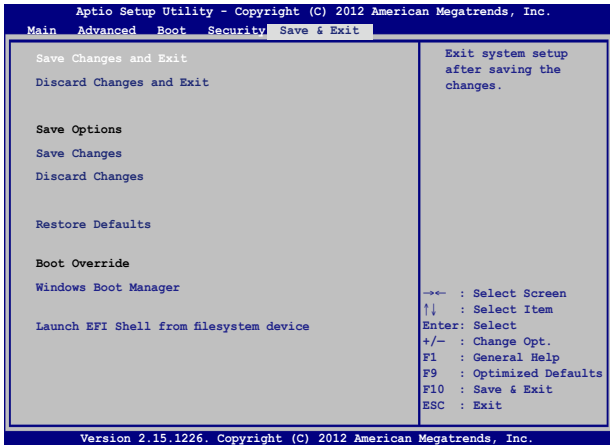 Aptio Setup Utility - Copyright (C) 2012 American Megatrends, Inc.
Main Advanced Boot Security Save & Exit
Save Changes and Exit
Discard Changes and Exit
Save Options
Save Changes
Discard Changes
Restore Defaults
Boot Override
Windows Boot Manager
Launch EFI Shell from filesystem device
Exit system setup
after saving the
changes.
→← : Select Screen
↑↓ : Select Item
Enter: Select
+/— : Change Opt.
F1 : General Help
F9 : Optimized Defaults
F10 : Save & Exit
ESC : Exit
Version 2.15.1226. Copyright (C) 2012 American Megatrends, Inc.